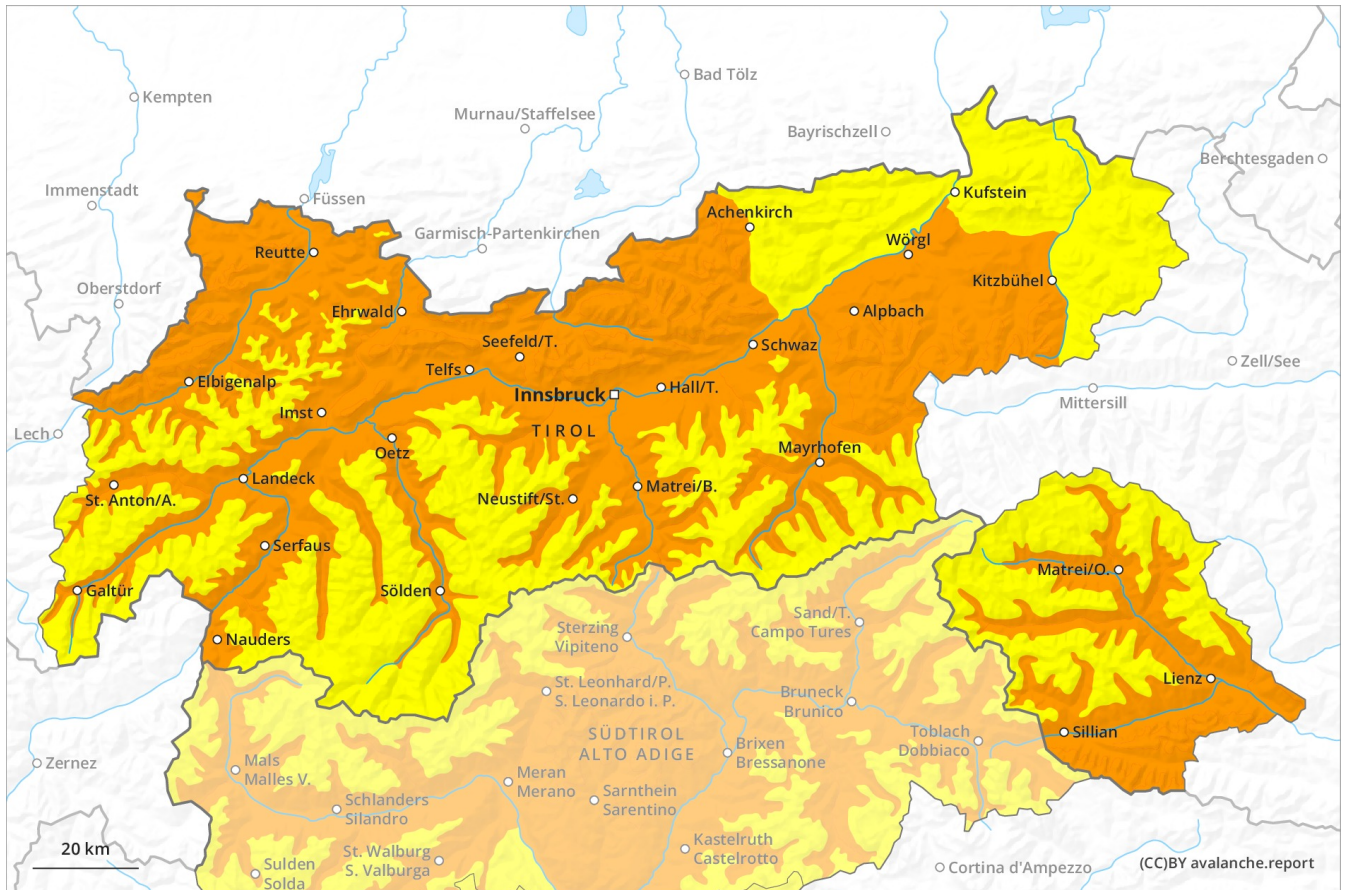 Kempten
Bad Tölz
Murnau/Staffelsee
Bayrischzell
Berchtesgaden
Immenstadt
Füssen
Kufstein
Achenkirch
Garmisch-Partenkirchen
Reutte
Wörgl
Oberstdorf
Kitzbühel
Ehrwald
Alpbach
Seefeld/T.
Schwaz
Zell/See
Telfs
Elbigenalp
Hall/T.
Innsbruck
Mittersill
Imst
Lech
TIROL
Oetz
Mayrhofen
Landeck
Matrei/B.
St. Anton/A.
Neustift/St.
Serfaus
Matrei/O.
Galtür
Sölden
Sand/T.
Campo Tures
Sterzing
Vipiteno
Nauders
Lienz
St. Leonhard/P.
S. Leonardo i. P.
Bruneck
Brunico
SÜDTIROL
ALTO ADIGE
Toblach
Dobbiaco
Sillian
Brixen
Bressanone
Zernez
Mals
Malles V.
Meran
Merano
Sarnthein
Sarentino
Schlanders
Silandro
Kastelruth
Castelrotto
St. Walburg
S. Valburga
20 km
Sulden
Solda
Cortina d'Ampezzo
(CC)BY avalanche.report